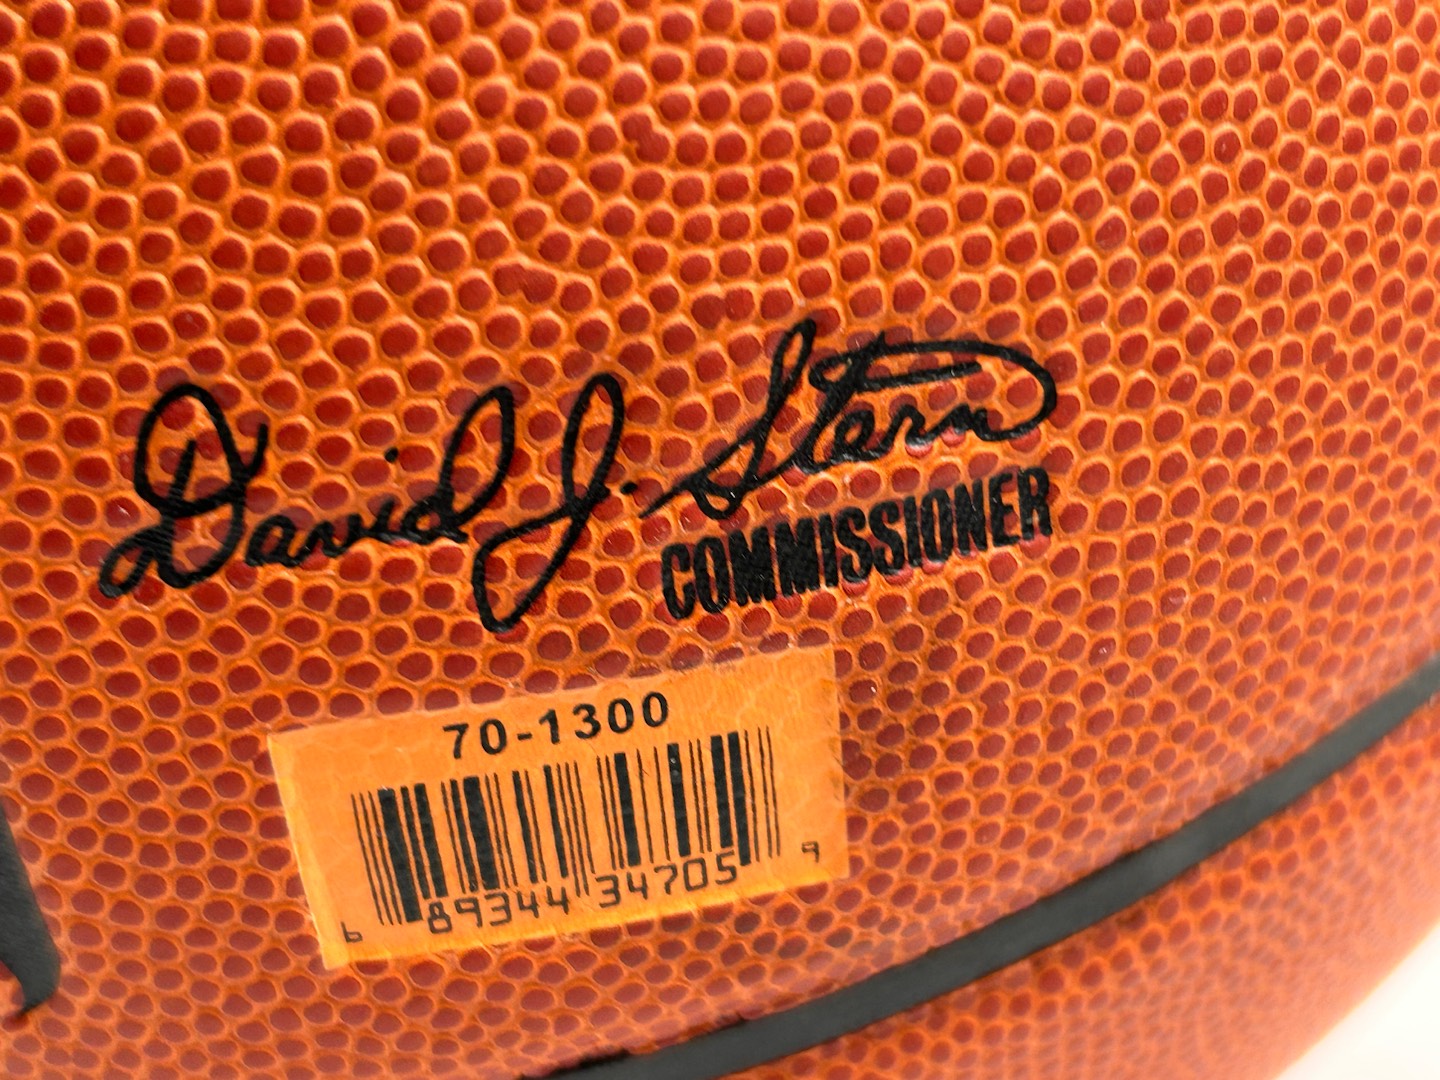 David J. Stern
COMMISSIONER
70-1300
6 89344 34705 9